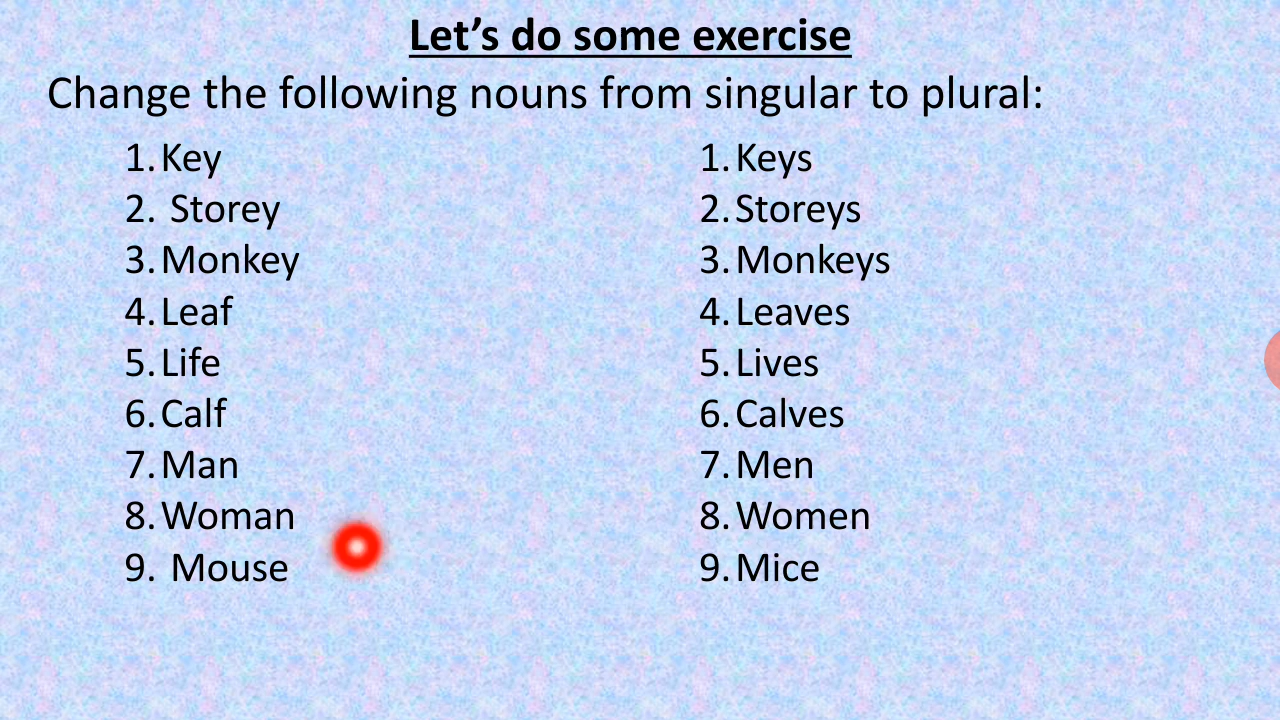 Let’s do some exercise
Change the following nouns from singular to plural:
1. Key
2. Storey
3. Monkey
4. Leaf
5. Life
6. Calf
7. Man
8. Woman
9. Mouse
1. Keys
2. Storeys
3. Monkeys
4. Leaves
5. Lives
6. Calves
7. Men
8. Women
9. Mice